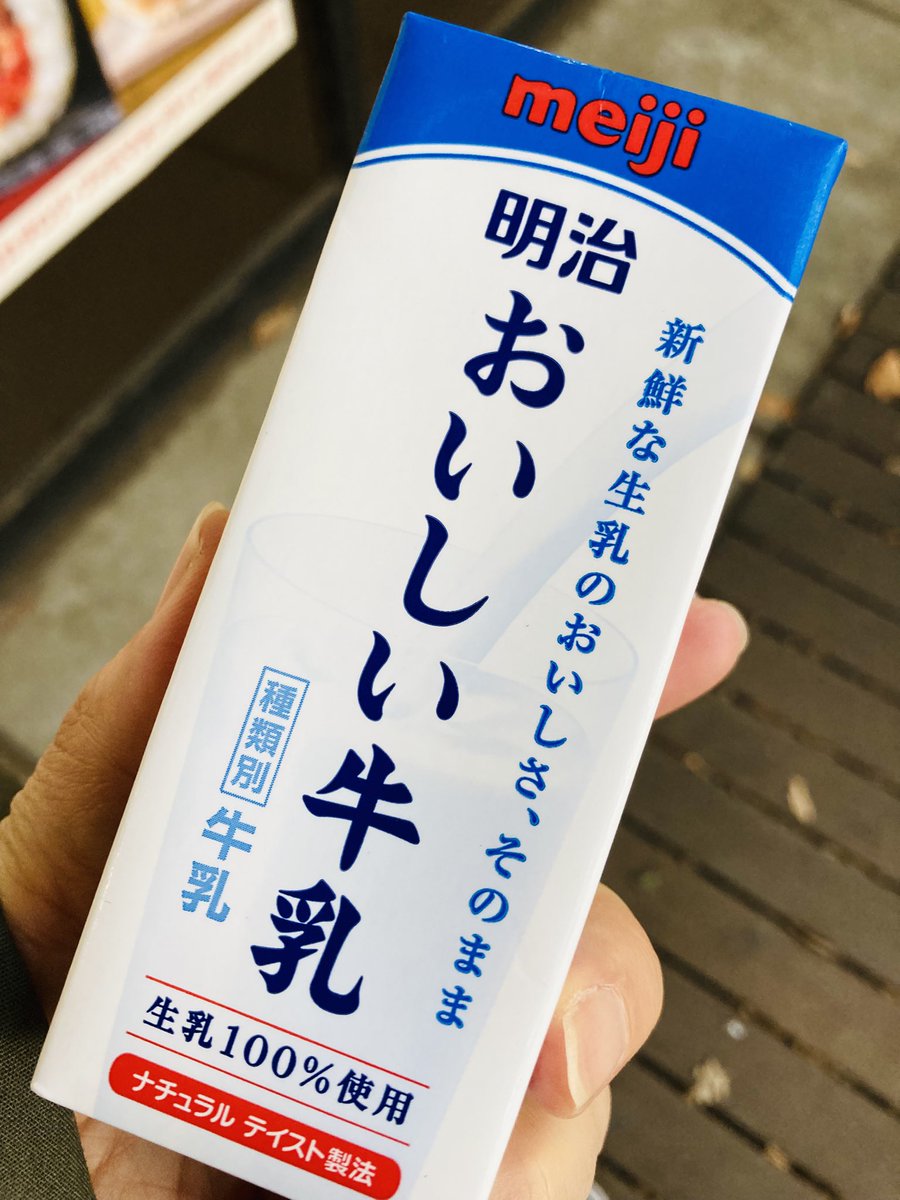 meiji
明治
おいしい牛乳
新鮮な生乳のおいしさ、そのまま
種類別
牛乳
生乳100%使用
ナチュラル テイスト製法